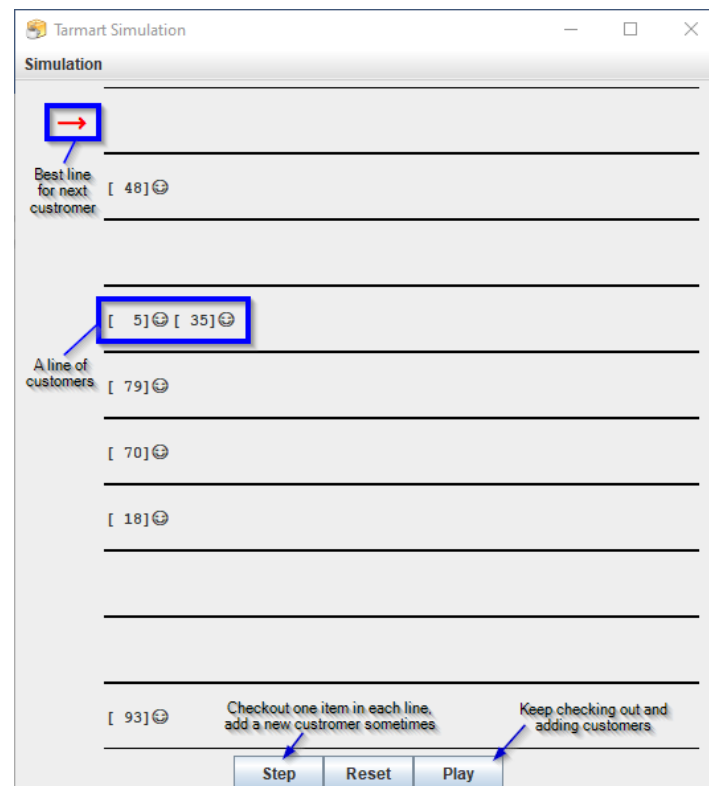 Tarmart Simulation
Simulation
→
Best line
for next
custromer
[ 48]☺
[ 5]☺[ 35]☺
A line of
customers
[ 79]☺
[ 70]☺
[ 18]☺
[ 93]☺
Checkout one item in each line,
add a new custromer sometimes
Keep checking out and
adding customers
Step Reset Play